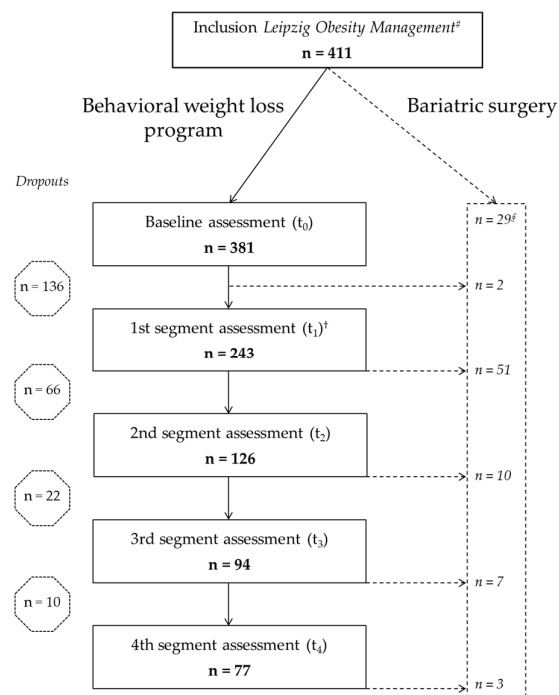 Inclusion Leipzig Obesity Management#
n = 411
Behavioral weight loss
program
Bariatric surgery
Dropouts
Baseline assessment (t0)
n = 381
n = 29§
n = 136
n = 2
1st segment assessment (t1)†
n = 243
n = 51
n = 66
2nd segment assessment (t2)
n = 126
n = 10
n = 22
3rd segment assessment (t3)
n = 94
n = 7
n = 10
4th segment assessment (t4)
n = 77
n = 3